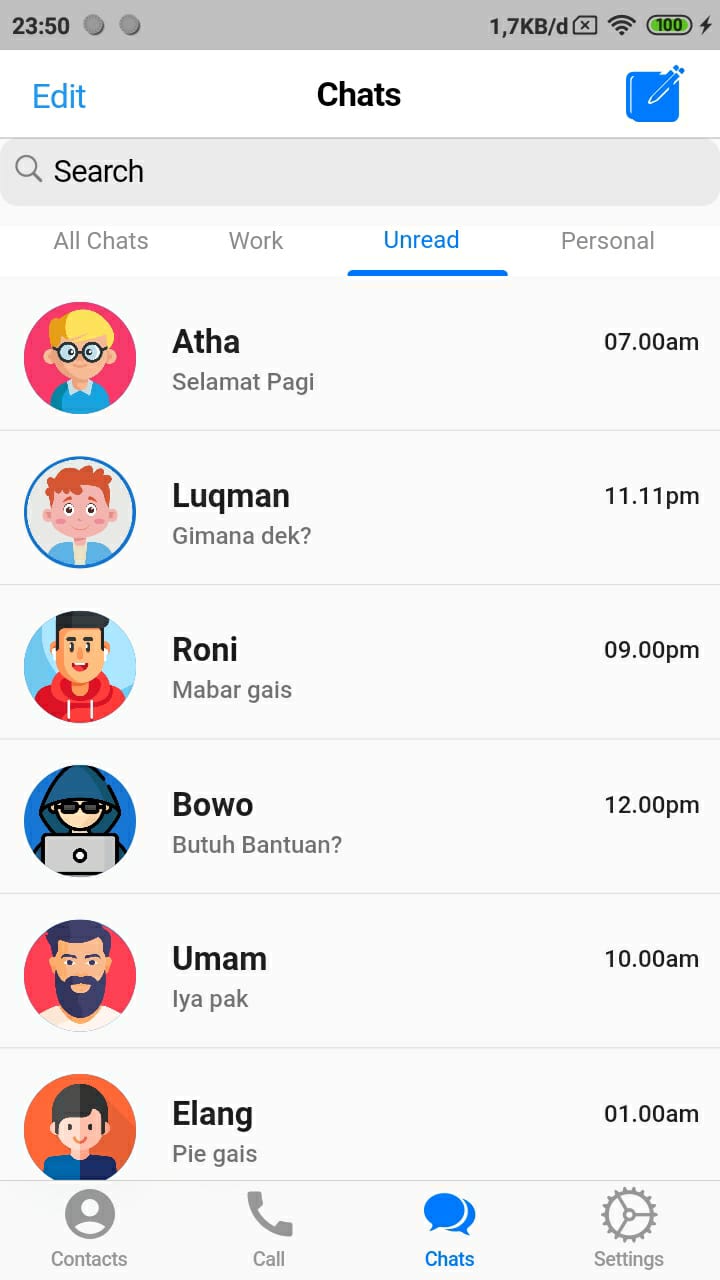 23:50 1,7KB/d 100
Edit Chats
Search
All Chats Work Unread Personal
Atha 07.00am
Selamat Pagi
Luqman 11.11pm
Gimana dek?
Roni 09.00pm
Mabar gais
Bowo 12.00pm
Butuh Bantuan?
Umam 10.00am
Iya pak
Elang 01.00am
Pie gais
Contacts Call Chats Settings